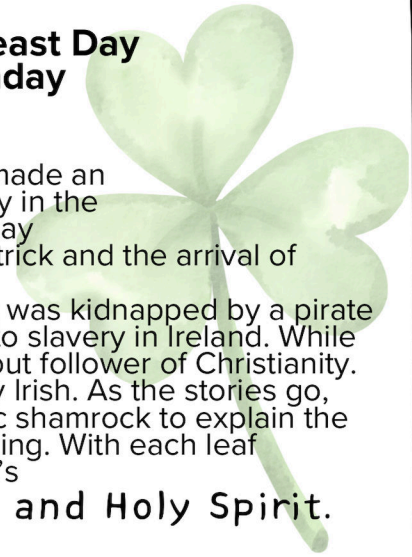 east Day
day
made an
y in the
ay
trick and the arrival of
was kidnapped by a pirate
to slavery in Ireland. While
out follower of Christianity.
y Irish. As the stories go,
c shamrock to explain the
ing. With each leaf
's
and Holy Spirit.